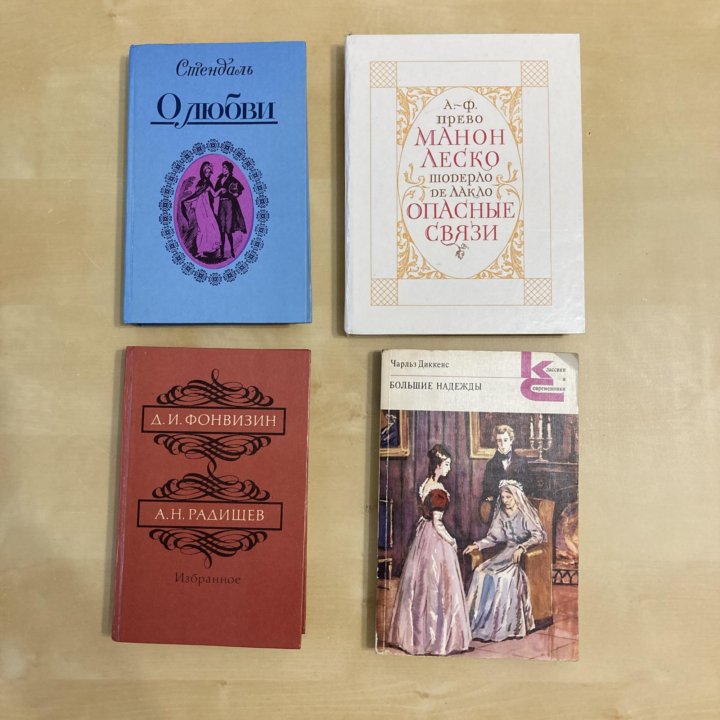 Стендаль
О любви
А.~Ф.
ПРЕВО
МАНОН
ЛЕСКО
ШОДЕРЛО
ДЕ ЛАКЛО
ОПАСНЫЕ
СВЯЗИ
Д. И. ФОНВИЗИН
А. Н. РАДИЩЕВ
Избранное
Чарльз Диккенс
БОЛЬШИЕ НАДЕЖДЫ
Классики
и
Современники